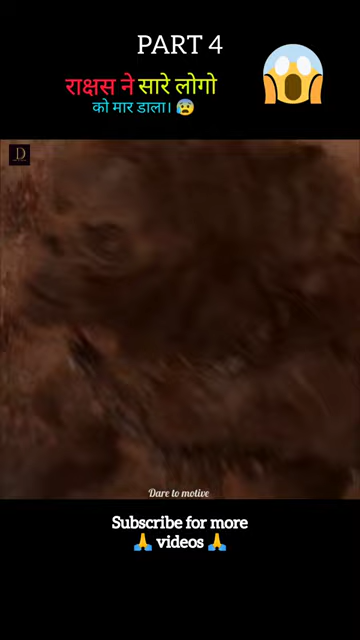 PART 4
राक्षस ने सारे लोगो
को मार डाला। 😰
D
Dare to motive
Subscribe for more
🙏 videos 🙏